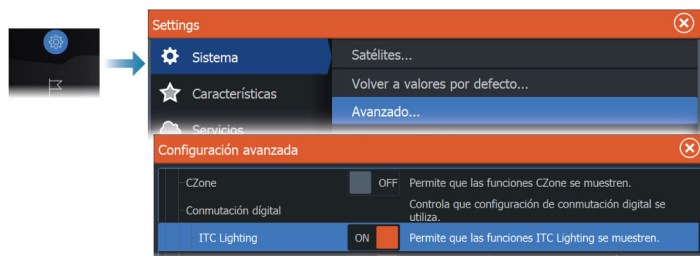 Settings
Sistema
Satélites...
Características
Volver a valores por defecto...
Servicios
Avanzado...
Configuración avanzada
CZone
OFF
Permite que las funciones CZone se muestren.
Conmutación dígital
Controla que configuración de conmutación digital se
utiliza.
ITC Lighting
ON
Permite que las funciones ITC Lighting se muestren.